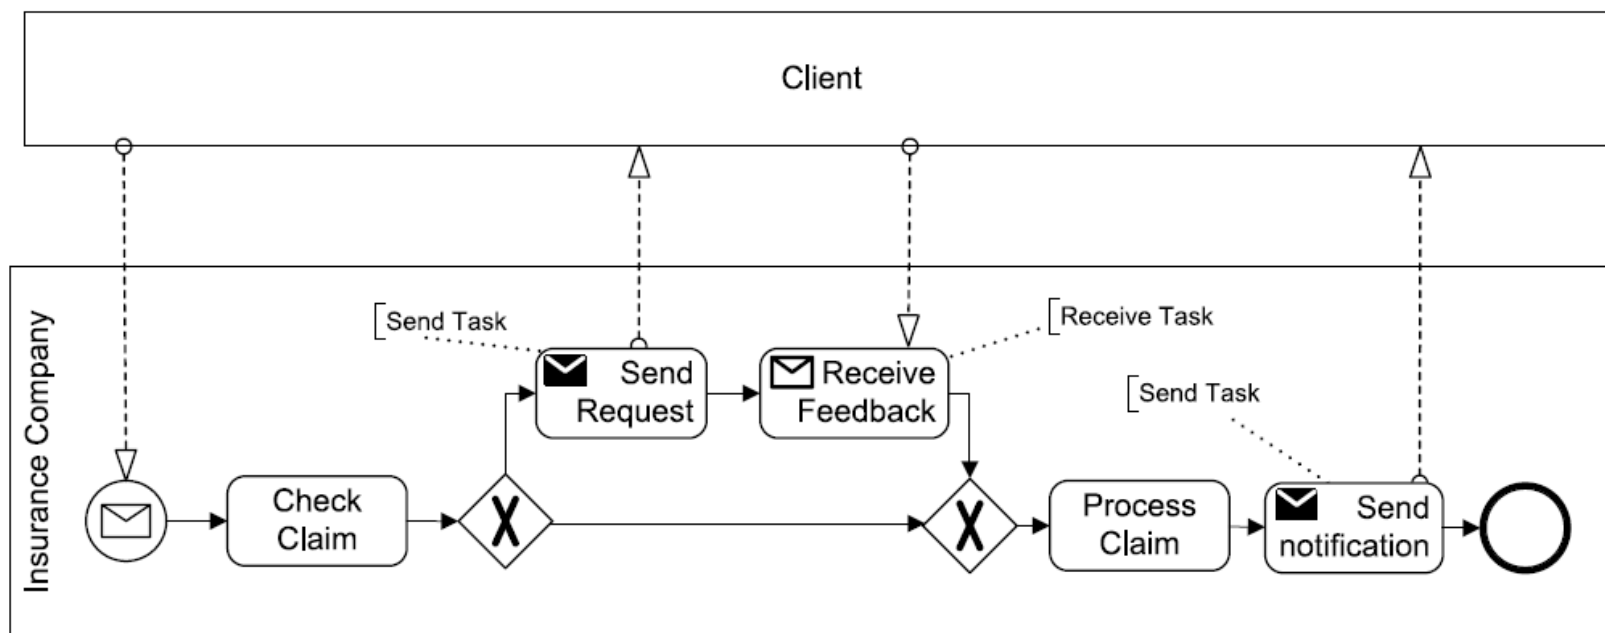 Client
Insurance Company
Send Task
Receive Task
Send
Request
Receive
Feedback
Send Task
Check
Claim
X
X
Process
Claim
Send
notification